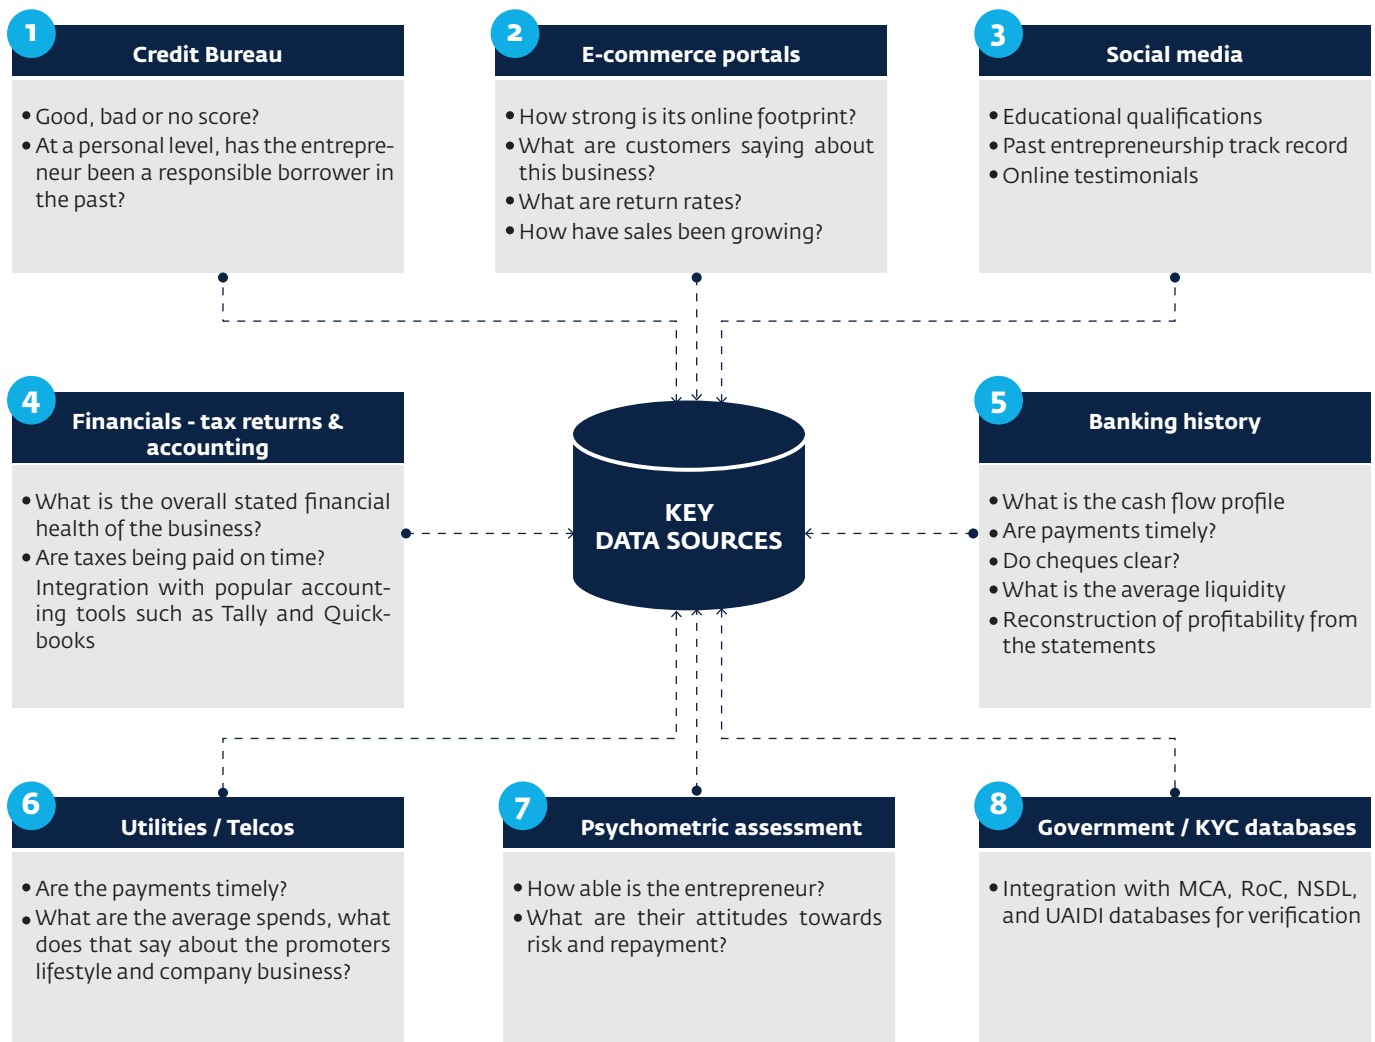 1
Credit Bureau
• Good, bad or no score?
• At a personal level, has the entrepre-
neur been a responsible borrower in
the past?
2
E-commerce portals
• How strong is its online footprint?
• What are customers saying about
this business?
• What are return rates?
• How have sales been growing?
3
Social media
• Educational qualifications
• Past entrepreneurship track record
• Online testimonials
4
Financials - tax returns &
accounting
• What is the overall stated financial
health of the business?
• Are taxes being paid on time?
Integration with popular account-
ing tools such as Tally and Quick-
books
KEY
DATA SOURCES
5
Banking history
• What is the cash flow profile
• Are payments timely?
• Do cheques clear?
• What is the average liquidity
• Reconstruction of profitability from
the statements
6
Utilities / Telcos
• Are the payments timely?
• What are the average spends, what
does that say about the promoters
lifestyle and company business?
7
Psychometric assessment
• How able is the entrepreneur?
• What are their attitudes towards
risk and repayment?
8
Government / KYC databases
• Integration with MCA, RoC, NSDL,
and UAIDI databases for verification